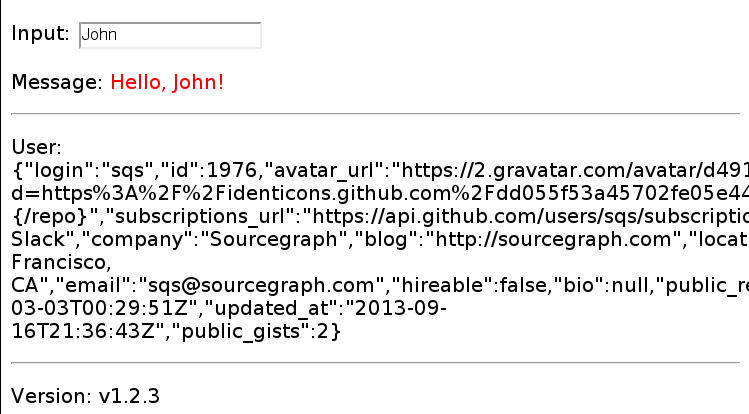 Input: John
Message: Hello, John!
User:
{"login":"sqs","id":1976,"avatar_url":"https://2.gravatar.com/avatar/d491
d=https%3A%2F%2Fidenticons.github.com%2Fdd055f53a45702fe05e44
{/repo}","subscriptions_url":"https://api.github.com/users/sqs/subscriptio
Slack","company":"Sourcegraph","blog":"http://sourcegraph.com","locat
Francisco,
CA","email":"sqs@sourcegraph.com","hireable":false,"bio":null,"public_re
03-03T00:29:51Z","updated_at":"2013-09-
16T21:36:43Z","public_gists":2}
Version: v1.2.3